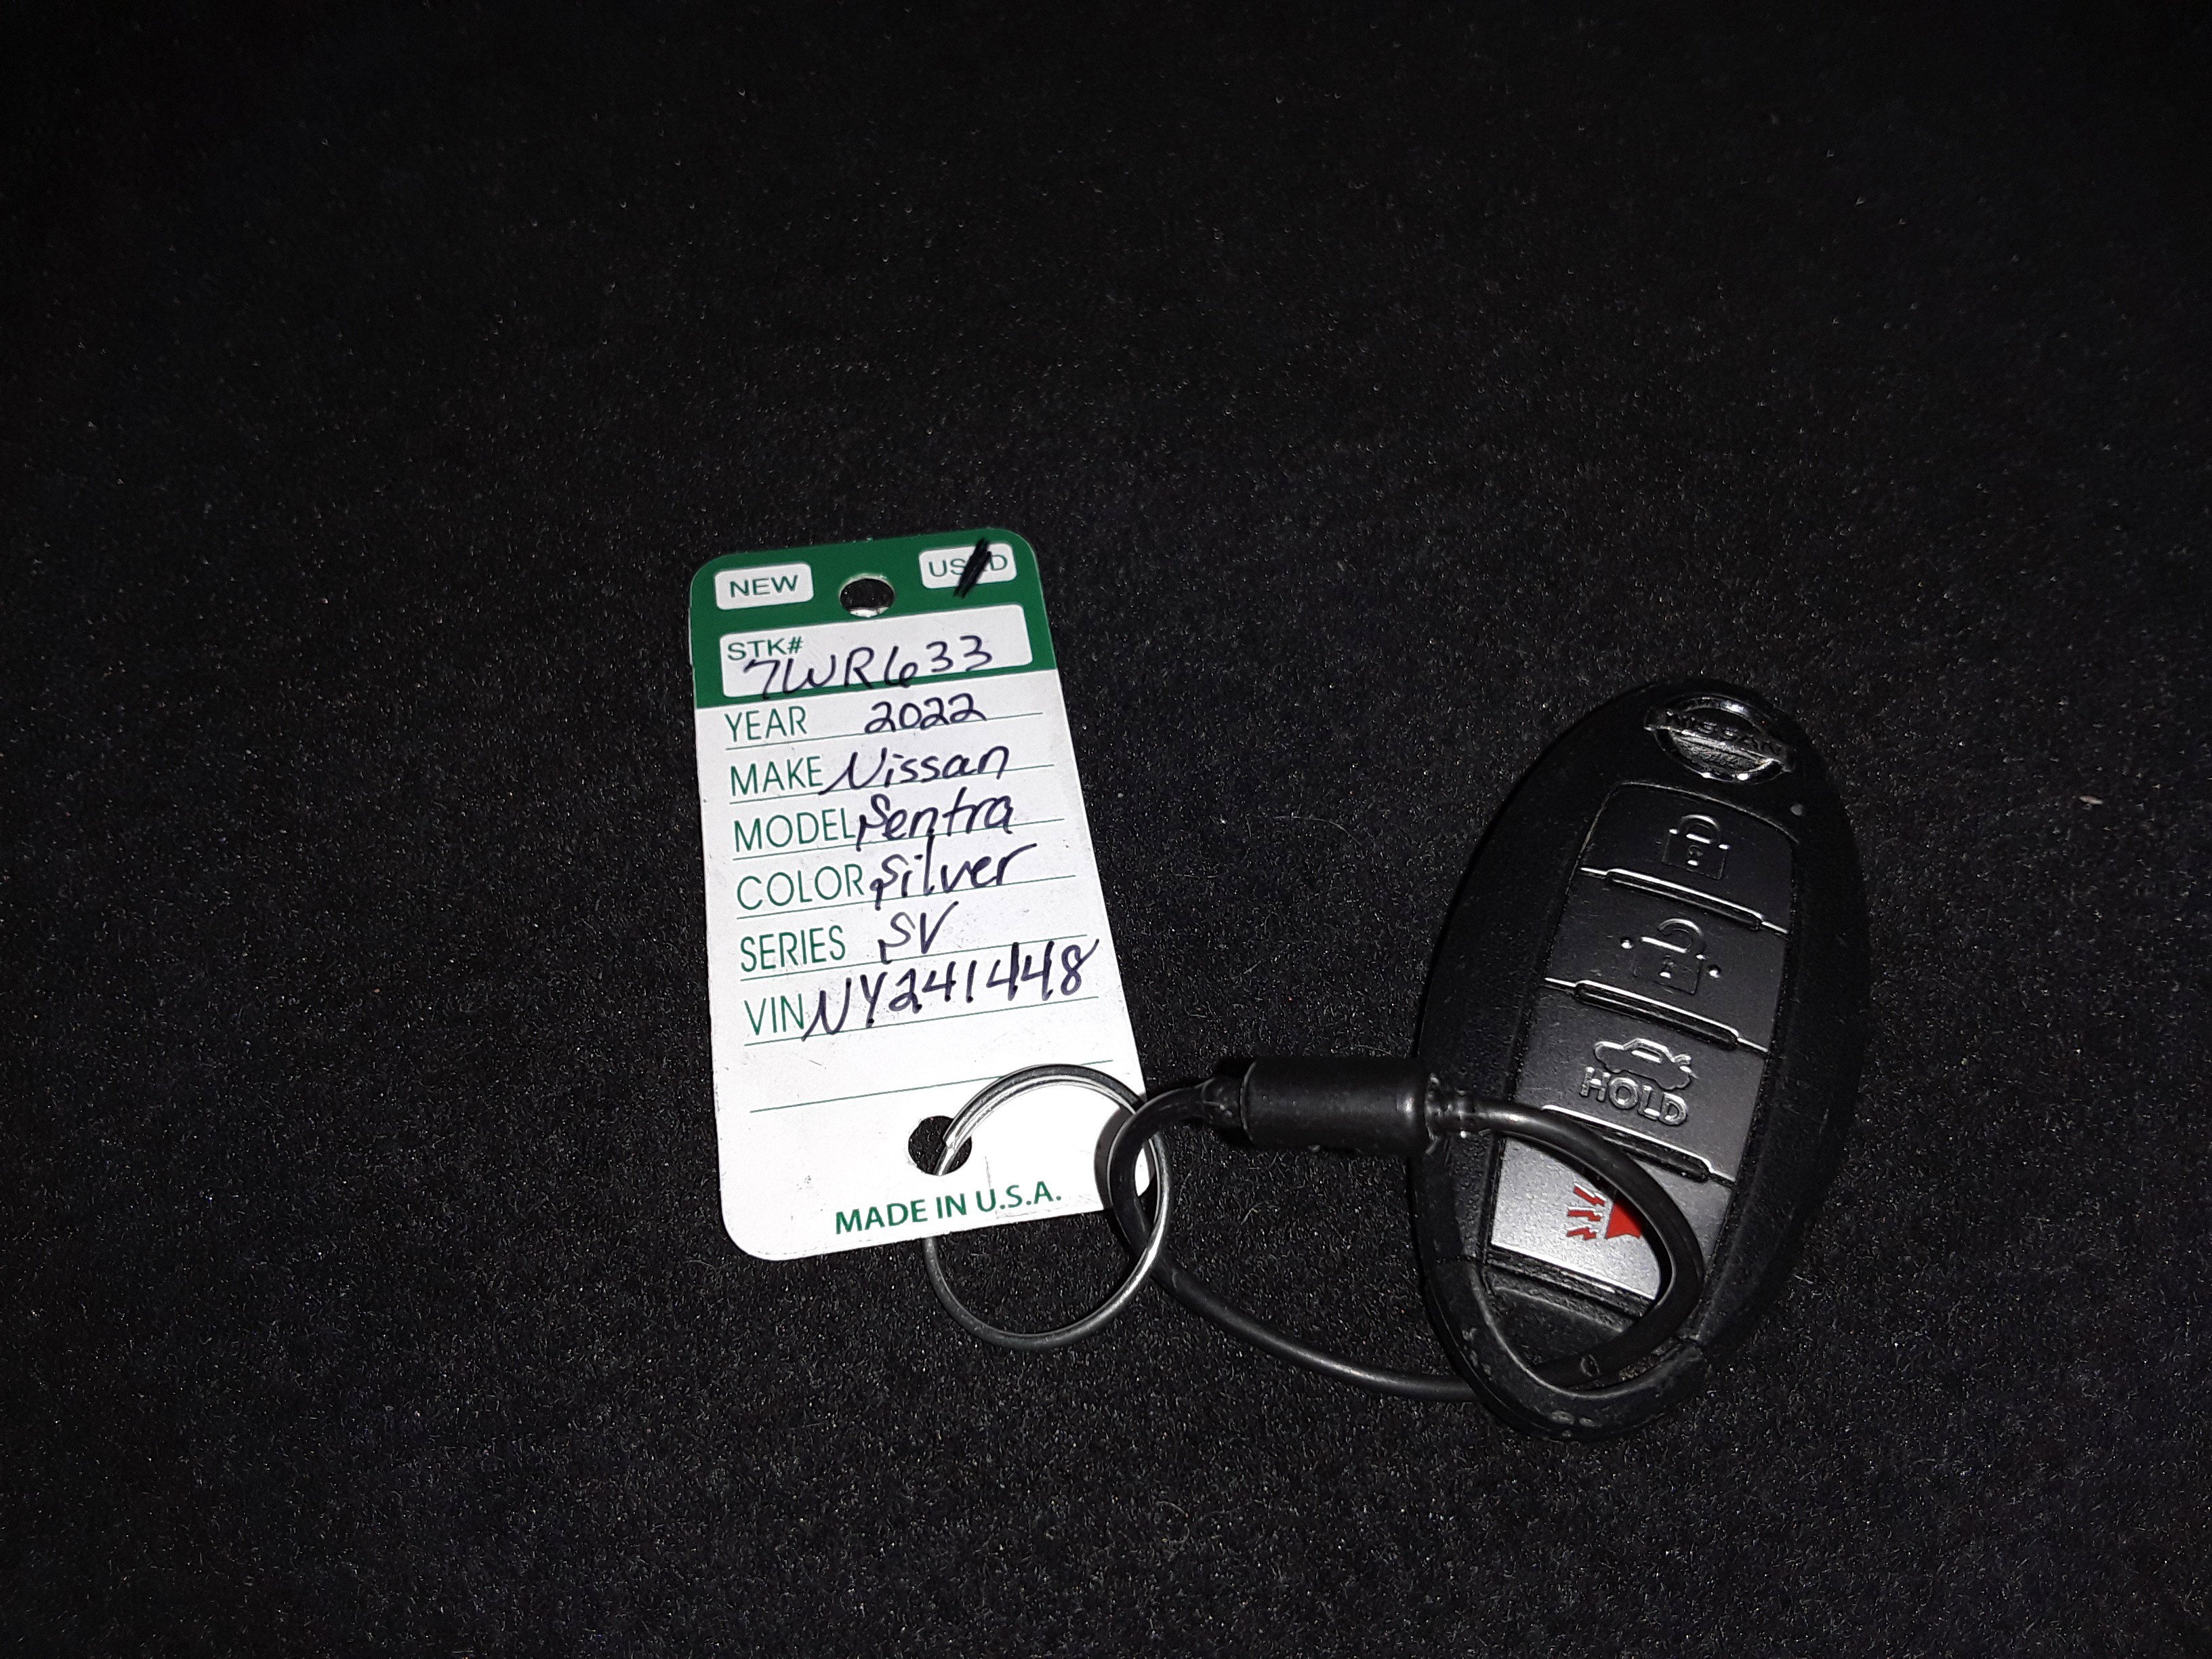 NEW USED
STK#
7WR633
YEAR 2022
MAKE Nissan
MODEL Sentra
COLOR Silver
SERIES SV
VIN NY241448
MADE IN U.S.A.
NISSAN
HOLD